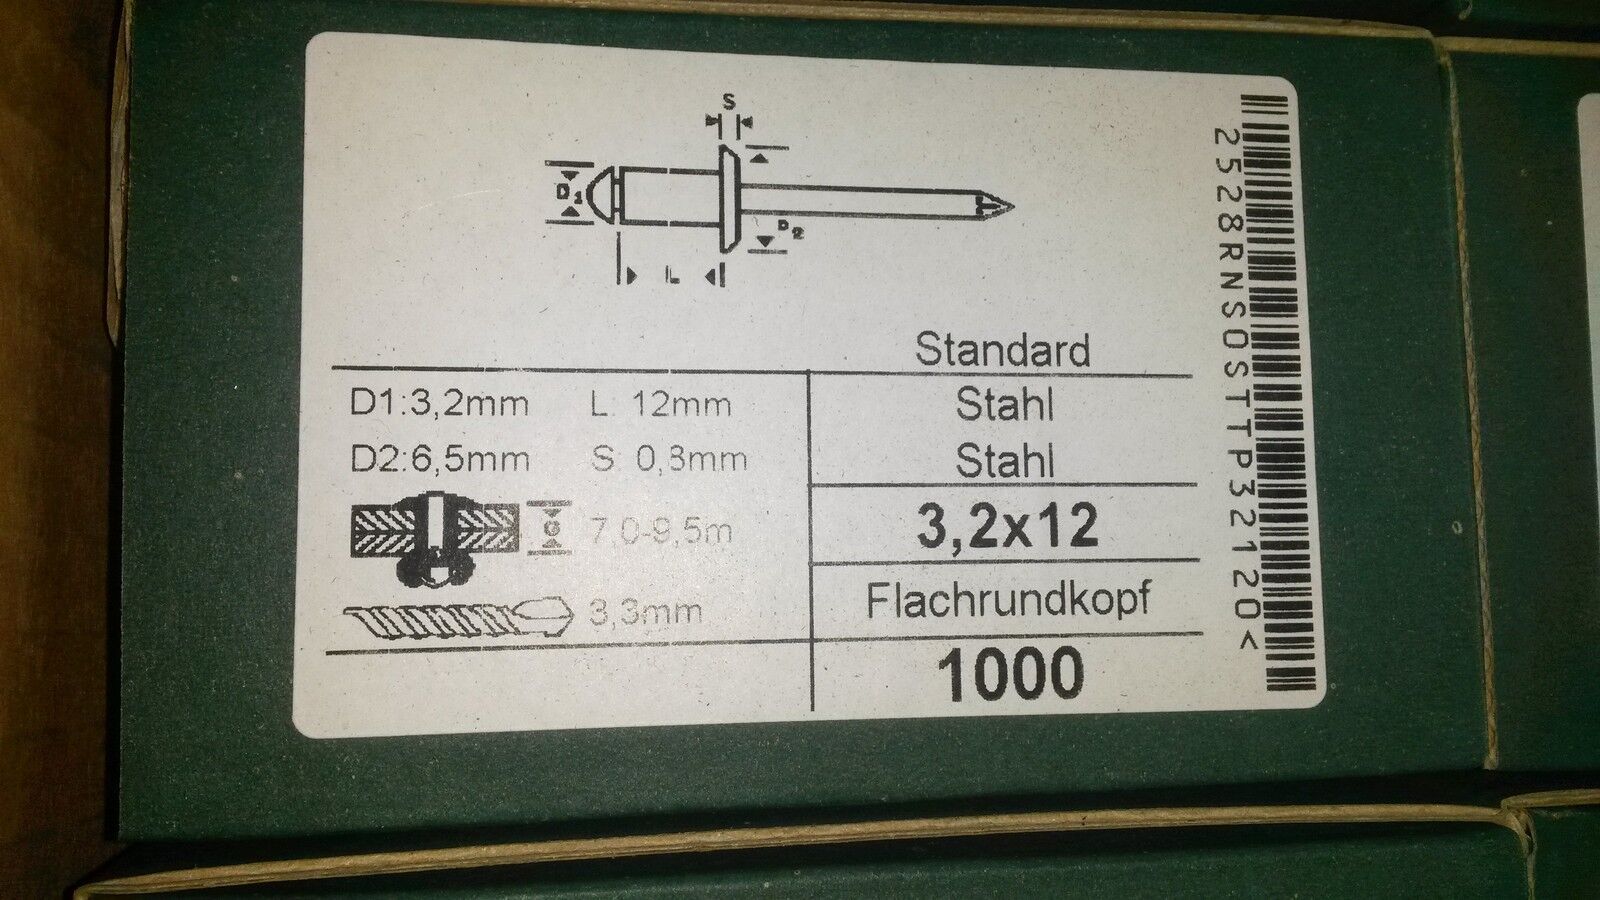 S
D1
D2
L
Standard
D1:3,2mm L: 12mm Stahl
D2:6,5mm S: 0,8mm Stahl
G 7,0-9,5m 3,2x12
3,3mm Flachrundkopf
1000
2528RNSOSTTP32120<